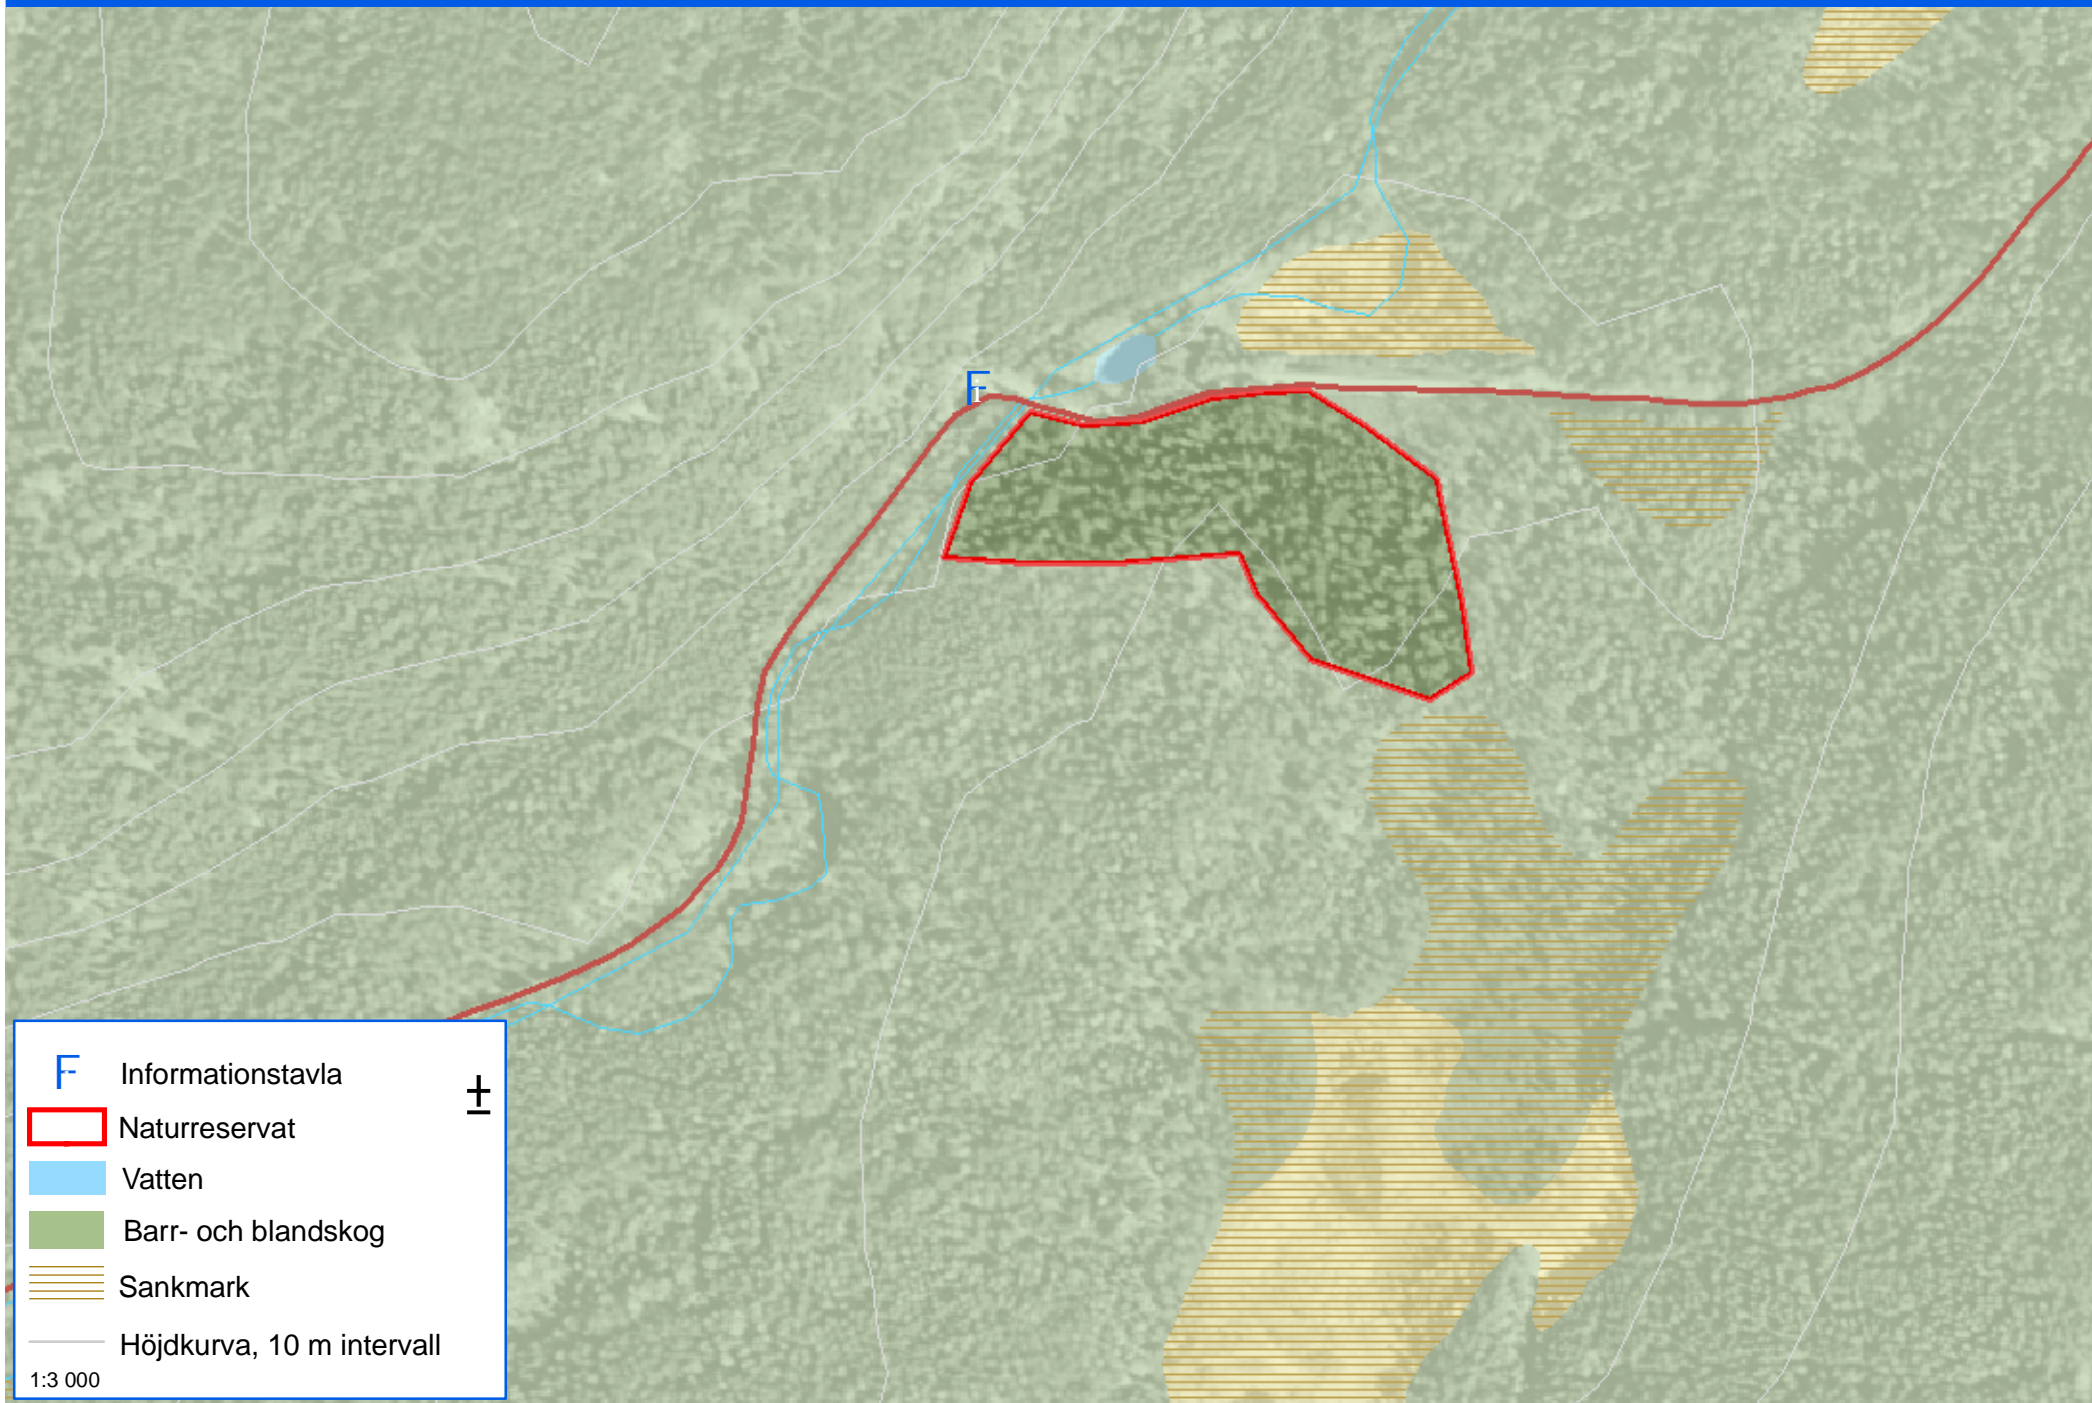 F
i
F
Informationstavla
±
Naturreservat
Vatten
Barr- och blandskog
Sankmark
Höjdkurva, 10 m intervall
1:3 000